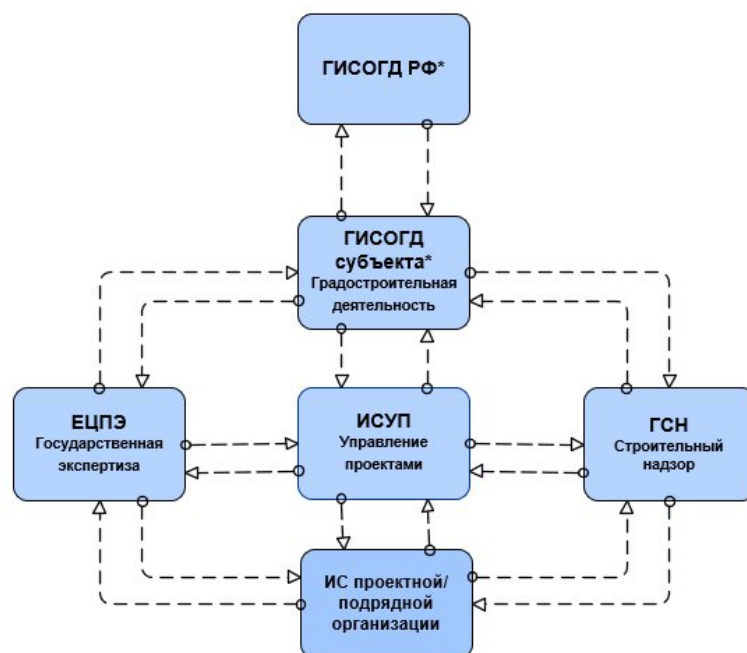 ГИСОГД РФ*
ГИСОГД
субъекта*
Градостроительная
деятельность
ЕЦПЭ
Государственная
экспертиза
ИСУП
Управление
проектами
ГСН
Строительный
надзор
ИС проектной/
подрядной
организации